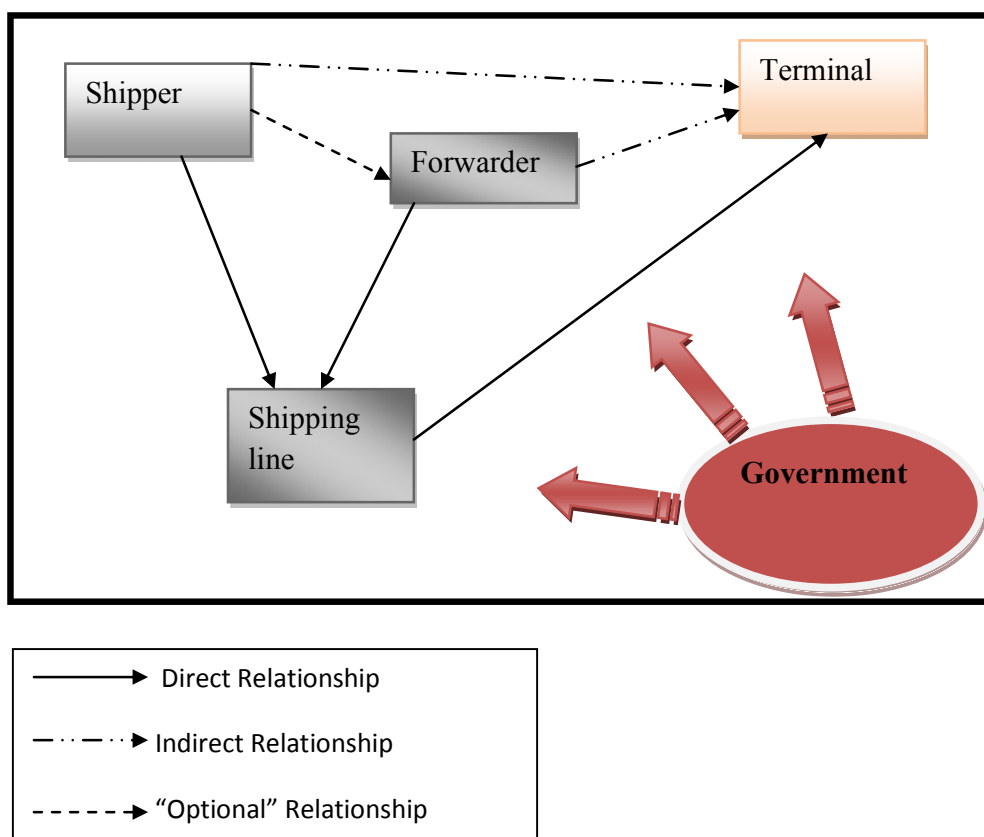 Shipper
Terminal
Forwarder
Shipping
line
Government
Direct Relationship
Indirect Relationship
“Optional” Relationship